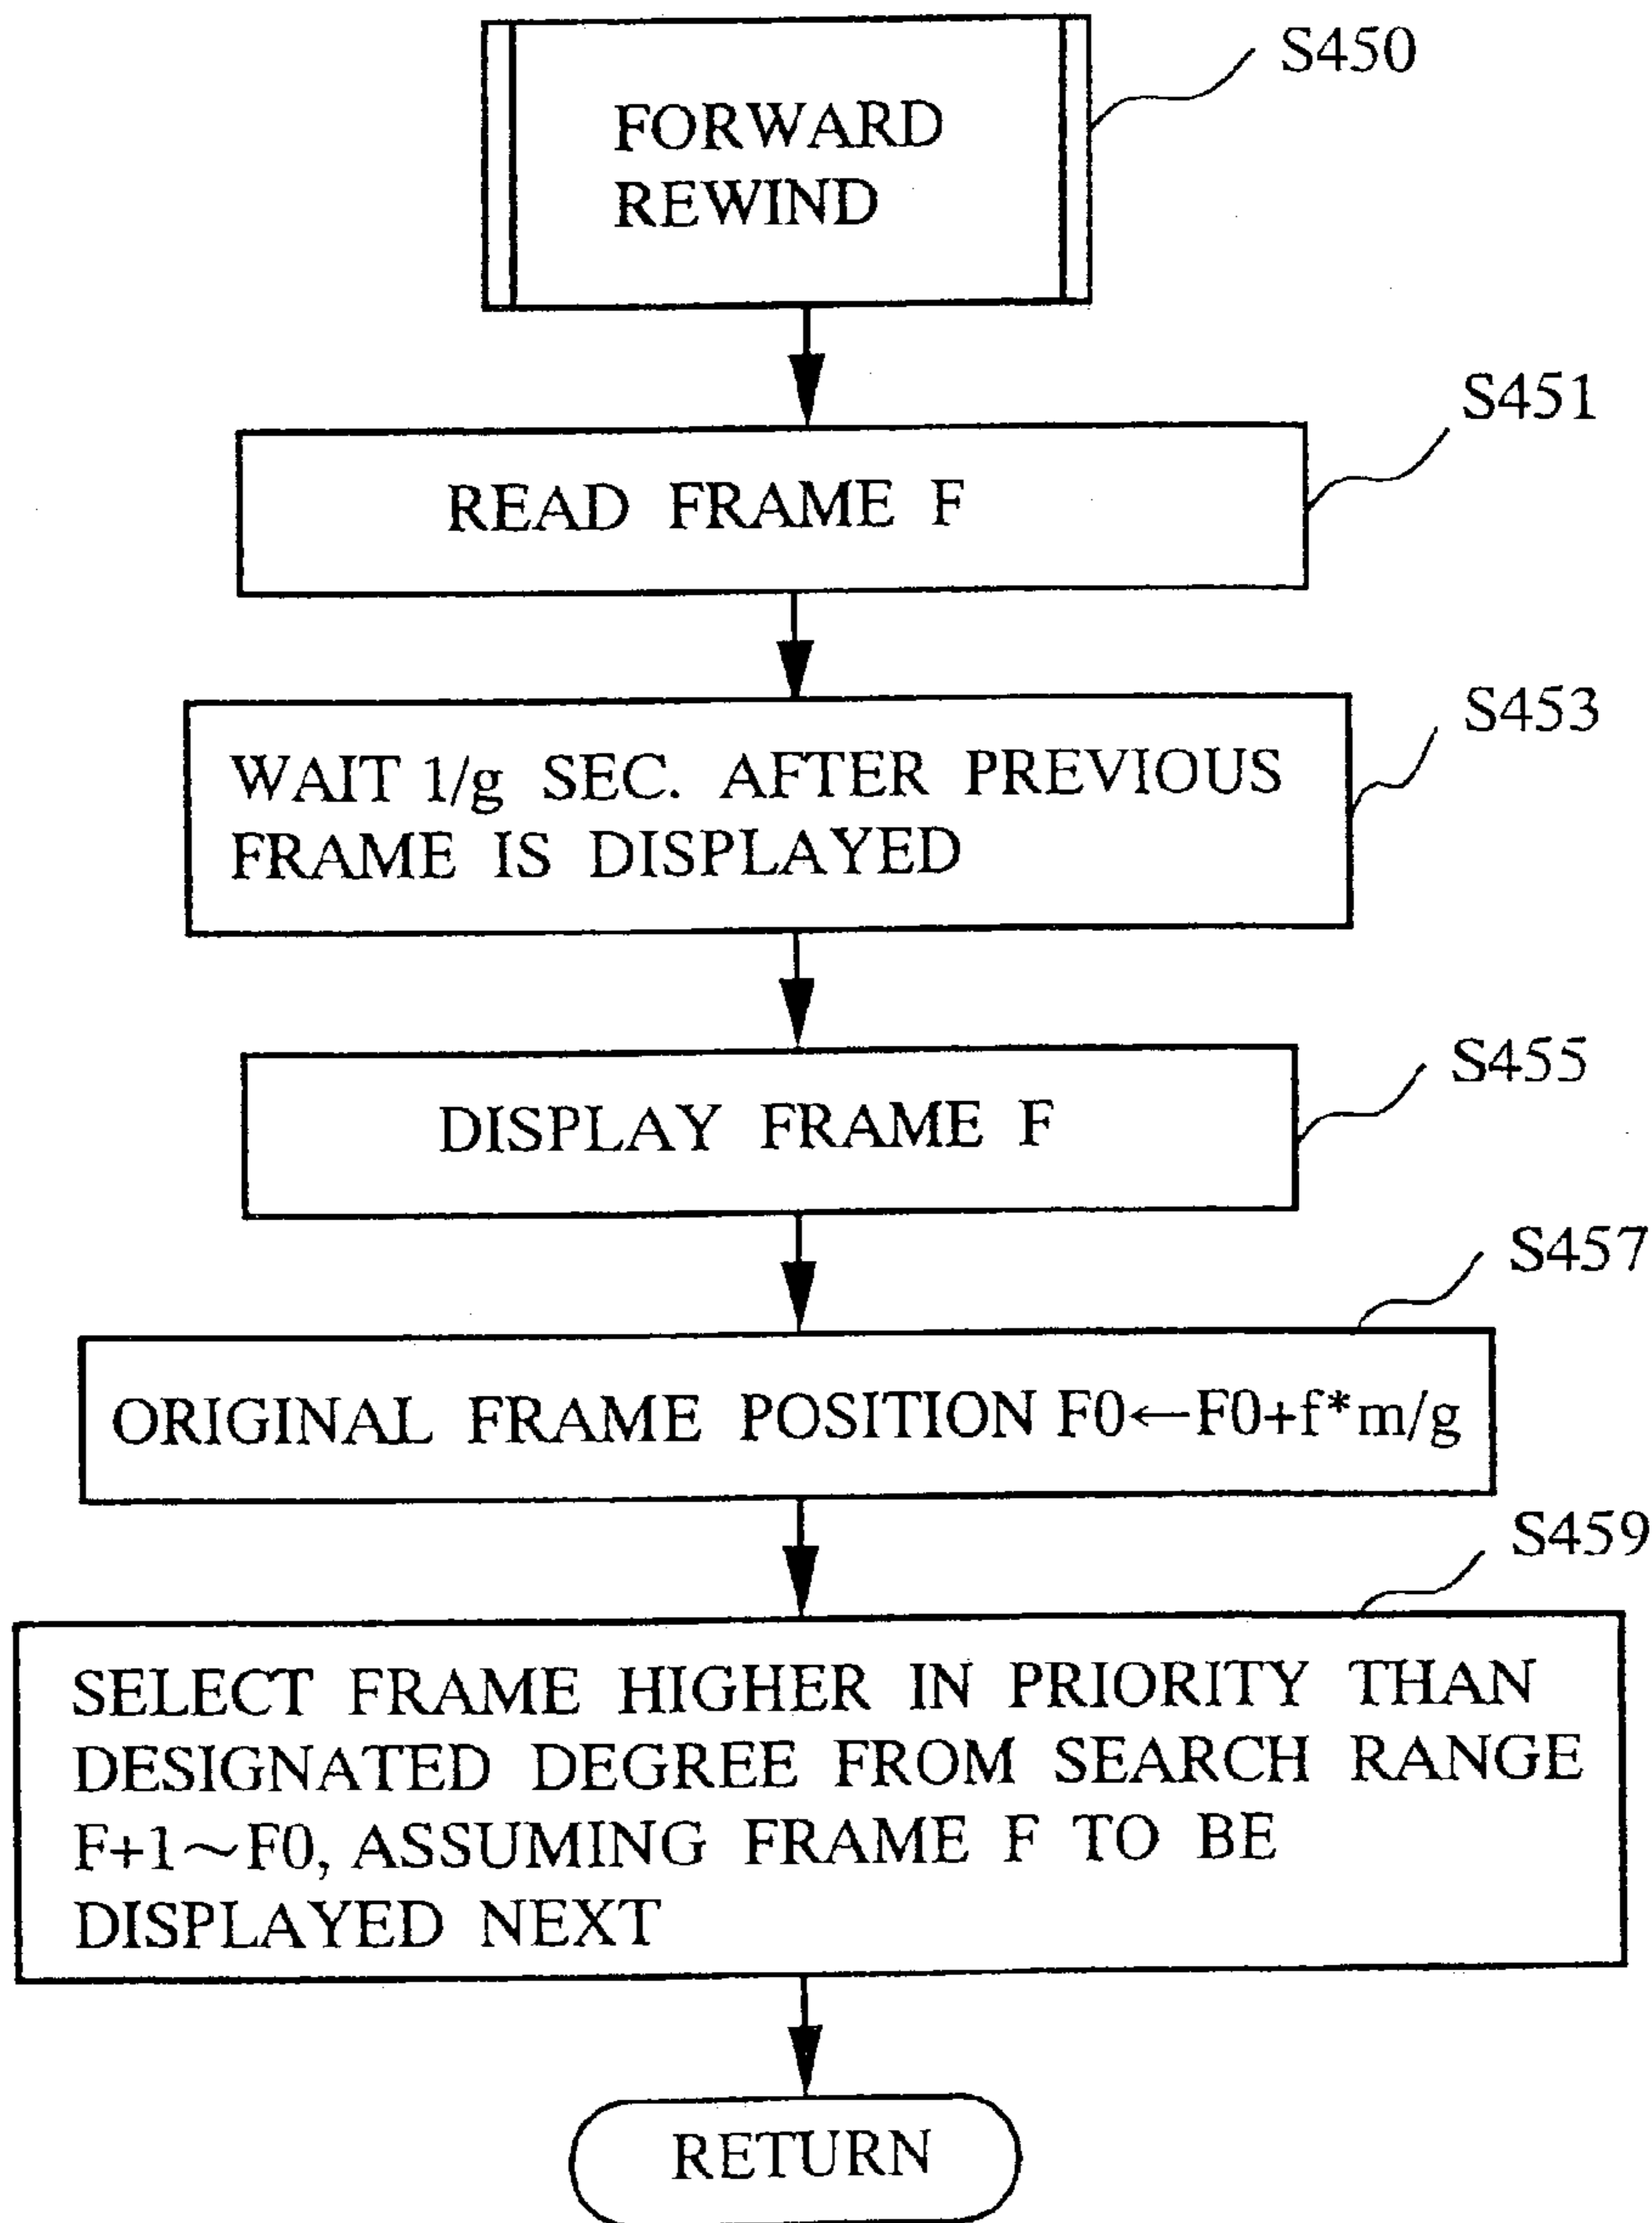 FORWARD
REWIND
S450
READ FRAME F
S451
WAIT 1/g SEC. AFTER PREVIOUS
FRAME IS DISPLAYED
S453
DISPLAY FRAME F
S455
ORIGINAL FRAME POSITION F0←F0+f*m/g
S457
SELECT FRAME HIGHER IN PRIORITY THAN
DESIGNATED DEGREE FROM SEARCH RANGE
F+1~F0, ASSUMING FRAME F TO BE
DISPLAYED NEXT
S459
RETURN